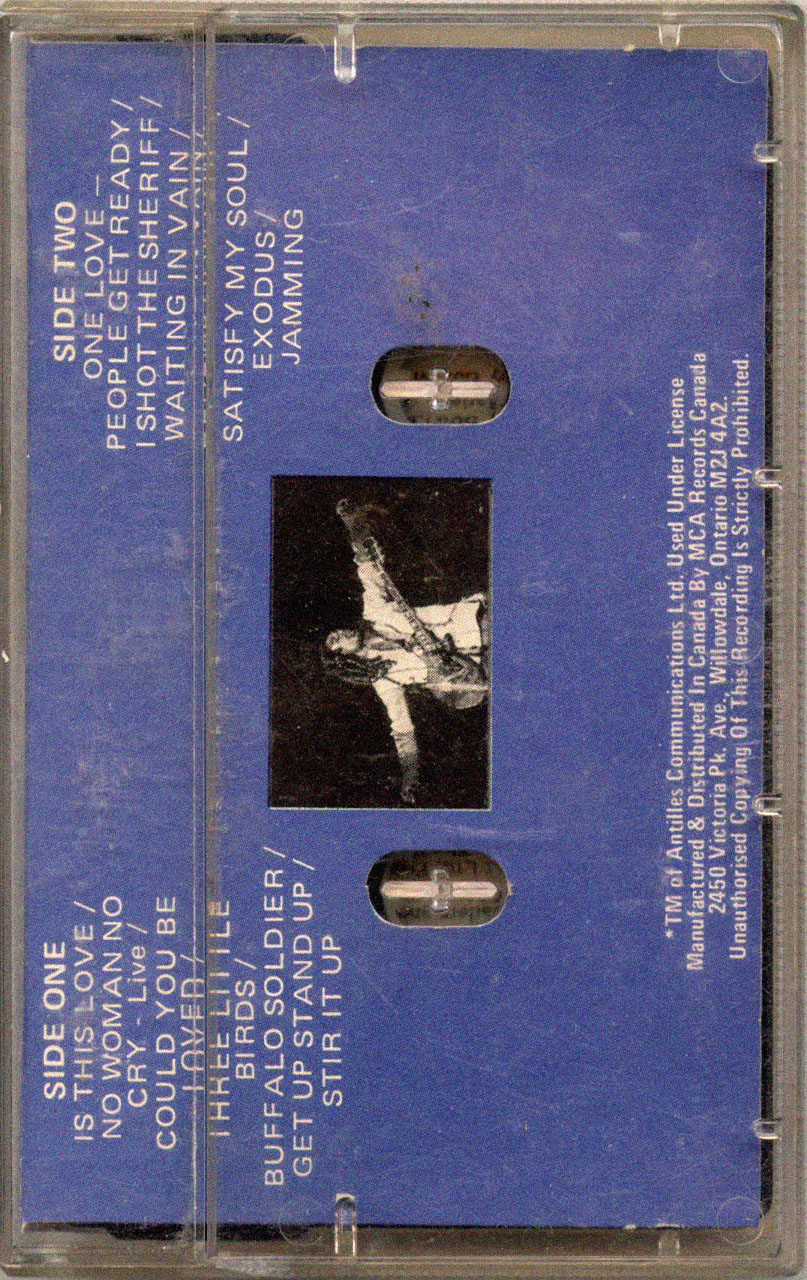 SIDE ONE
IS THIS LOVE /
NO WOMAN NO
CRY - Live /
COULD YOU BE
LOVED /
THREE LITTLE
BIRDS /
BUFFALO SOLDIER /
GET UP STAND UP /
STIR IT UP
SIDE TWO
ONE LOVE –
PEOPLE GET READY /
I SHOT THE SHERIFF /
WAITING IN VAIN /
SATISFY MY SOUL /
EXODUS /
JAMMING
*TM of Antilles Communications Ltd. Used Under License
Manufactured & Distributed In Canada By MCA Records Canada
2450 Victoria Pk. Ave., Willowdale, Ontario M2J 4A2.
Unauthorised Copying Of This Recording Is Strictly Prohibited.